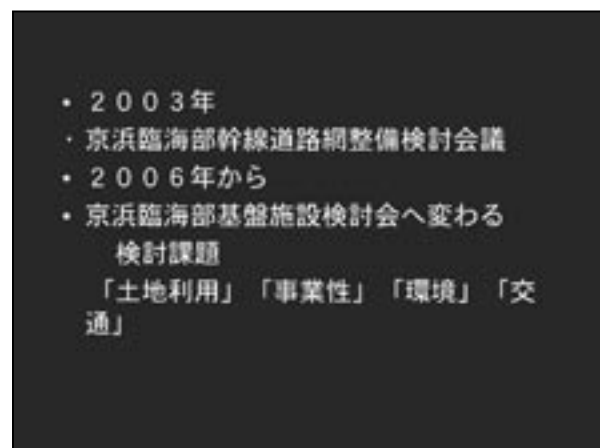 • ２００３年
• 京浜臨海部幹線道路網整備検討会議
• ２００６年から
• 京浜臨海部基盤施設検討会へ変わる
検討課題
「土地利用」「事業性」「環境」「交
通」